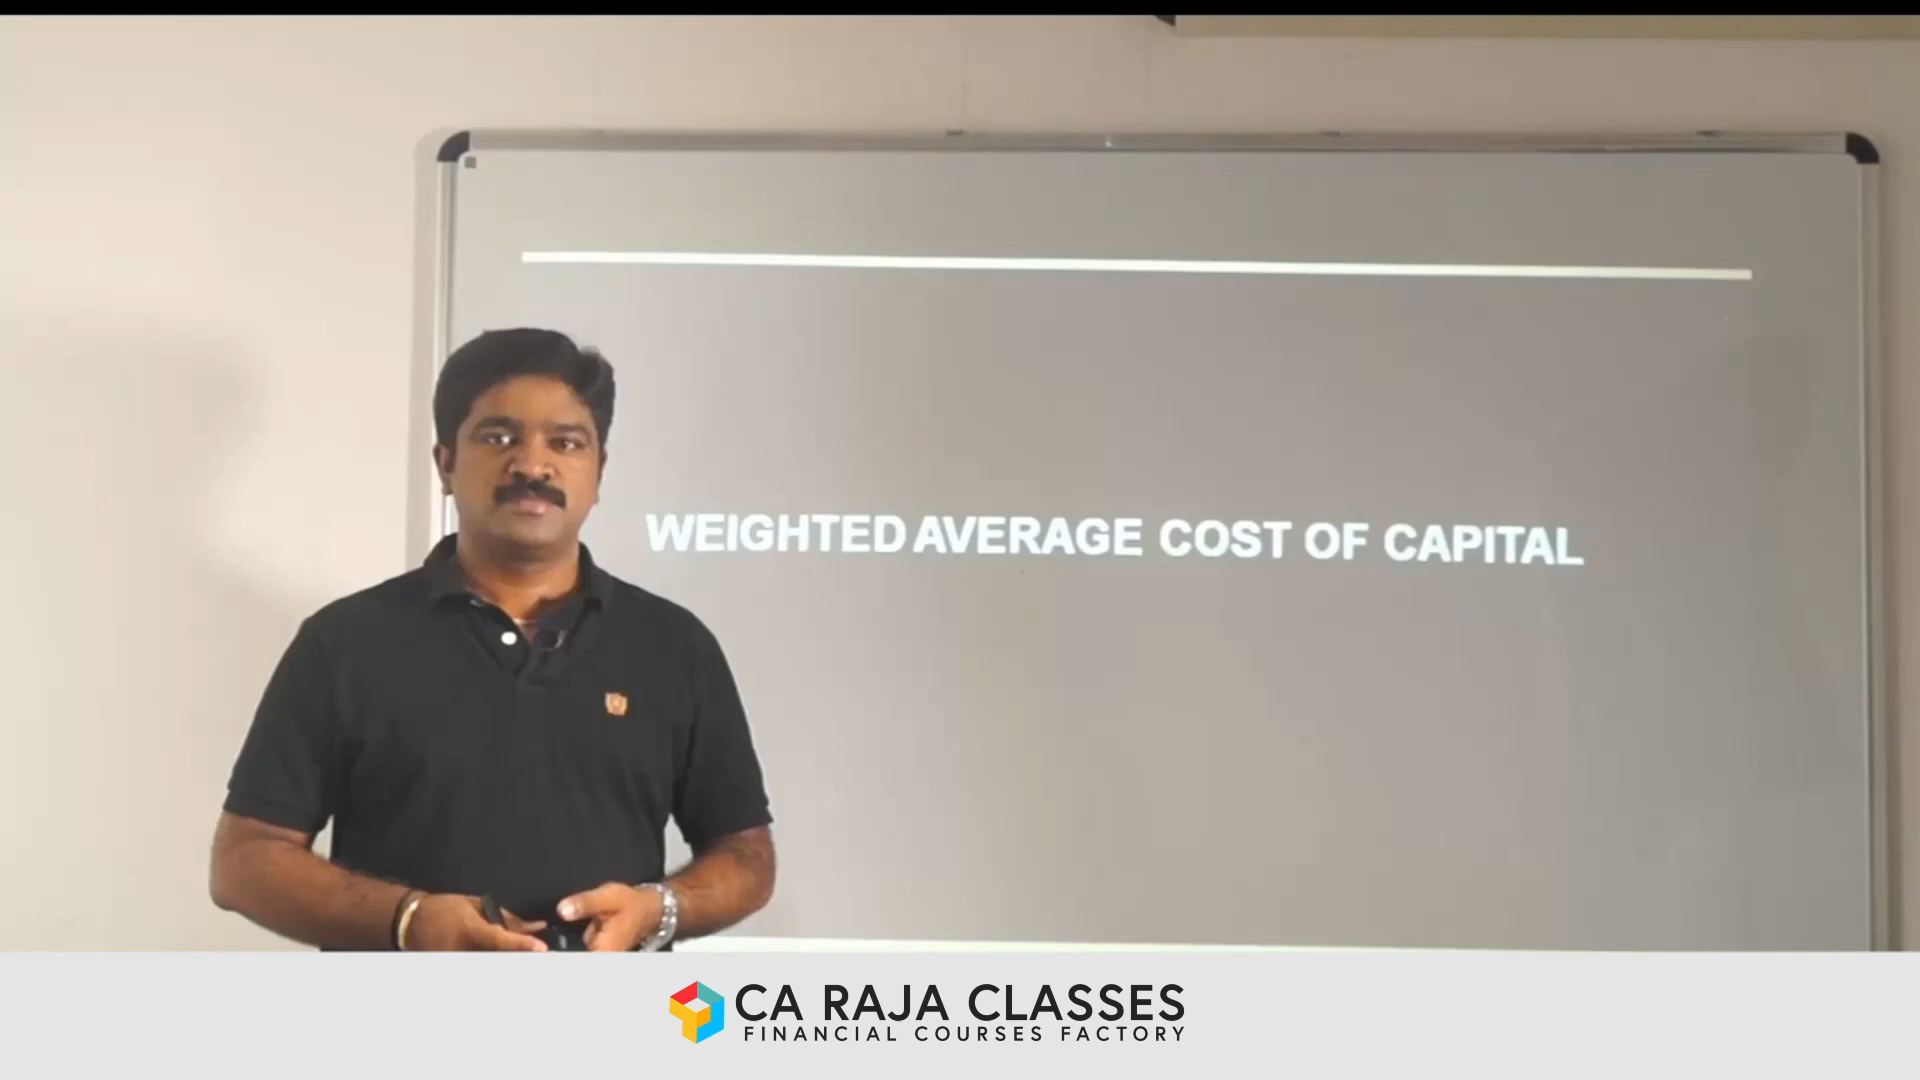 WEIGHTED AVERAGE COST OF CAPITAL
CA RAJA CLASSES
FINANCIAL COURSES FACTORY